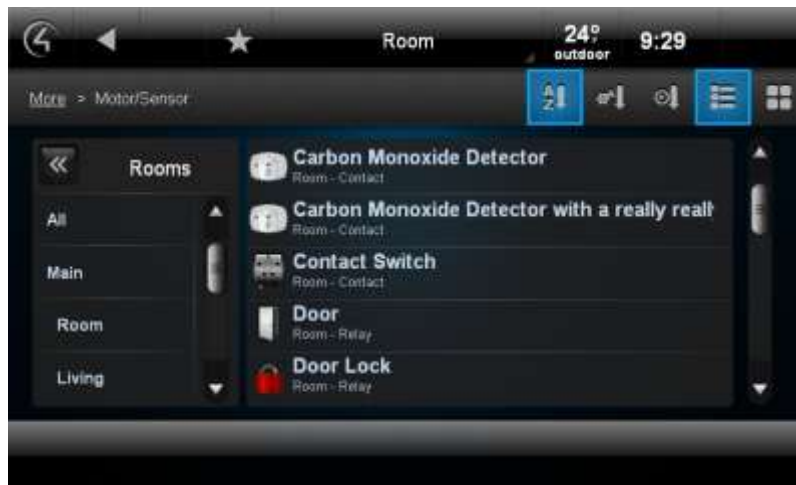 Room
24°
outdoor
9:29
More > Motor/Sensor
A
Z
Rooms
All
Main
Room
Living
Carbon Monoxide Detector
Room - Contact
Carbon Monoxide Detector with a really reall
Room - Contact
Contact Switch
Room - Contact
Door
Room - Relay
Door Lock
Room - Relay